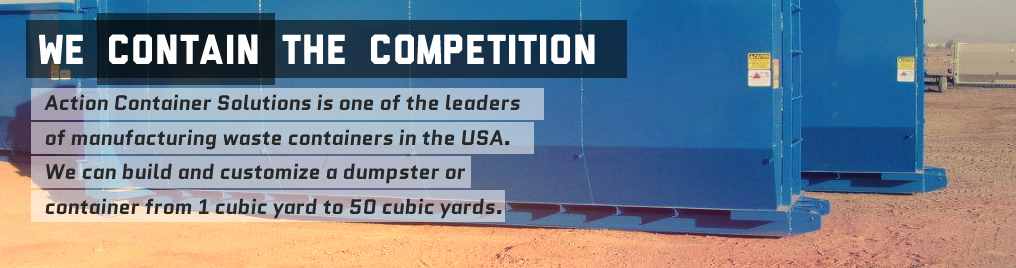 WE CONTAIN THE COMPETITION
Action Container Solutions is one of the leaders
of manufacturing waste containers in the USA.
We can build and customize a dumpster or
container from 1 cubic yard to 50 cubic yards.